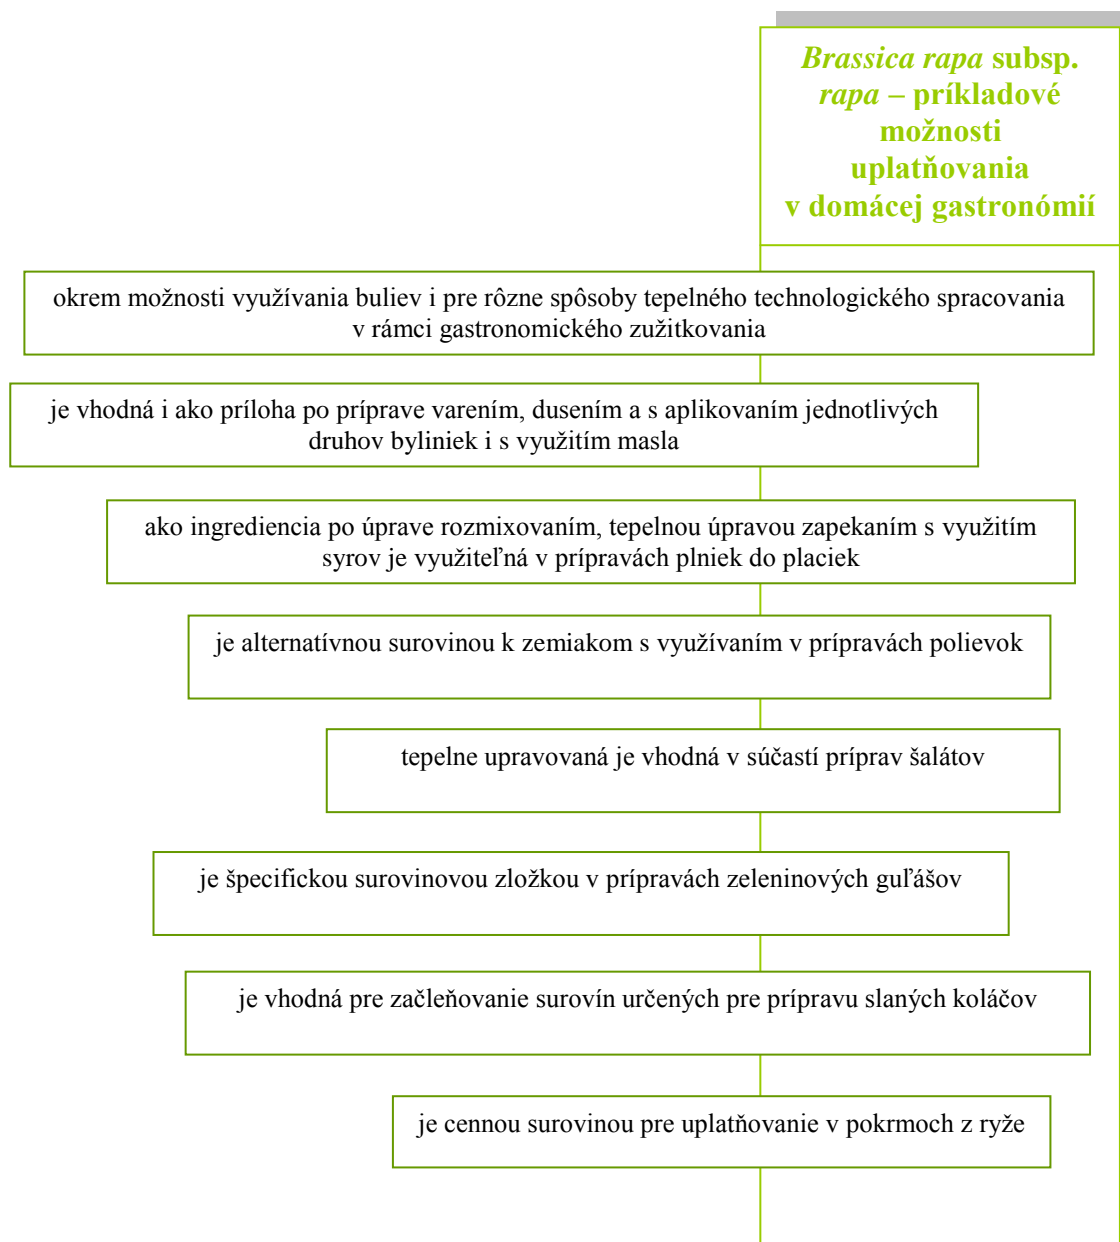 Brassica rapa subsp.
rapa – príkladové
možnosti
uplatňovania
v domácej gastronómií
okrem možnosti využívania buliev i pre rôzne spôsoby tepelného technologického spracovania
v rámci gastronomického zužitkovania
je vhodná i ako príloha po príprave varením, dusením a s aplikovaním jednotlivých
druhov byliniek i s využitím masla
ako ingrediencia po úprave rozmixovaním, tepelnou úpravou zapekaním s využitím
syrov je využiteľná v prípravách plniek do placiek
je alternatívnou surovinou k zemiakom s využívaním v prípravách polievok
tepelne upravovaná je vhodná v súčastí príprav šalátov
je špecifickou surovinovou zložkou v prípravách zeleninových guľášov
je vhodná pre začleňovanie surovín určených pre prípravu slaných koláčov
je cennou surovinou pre uplatňovanie v pokrmoch z ryže